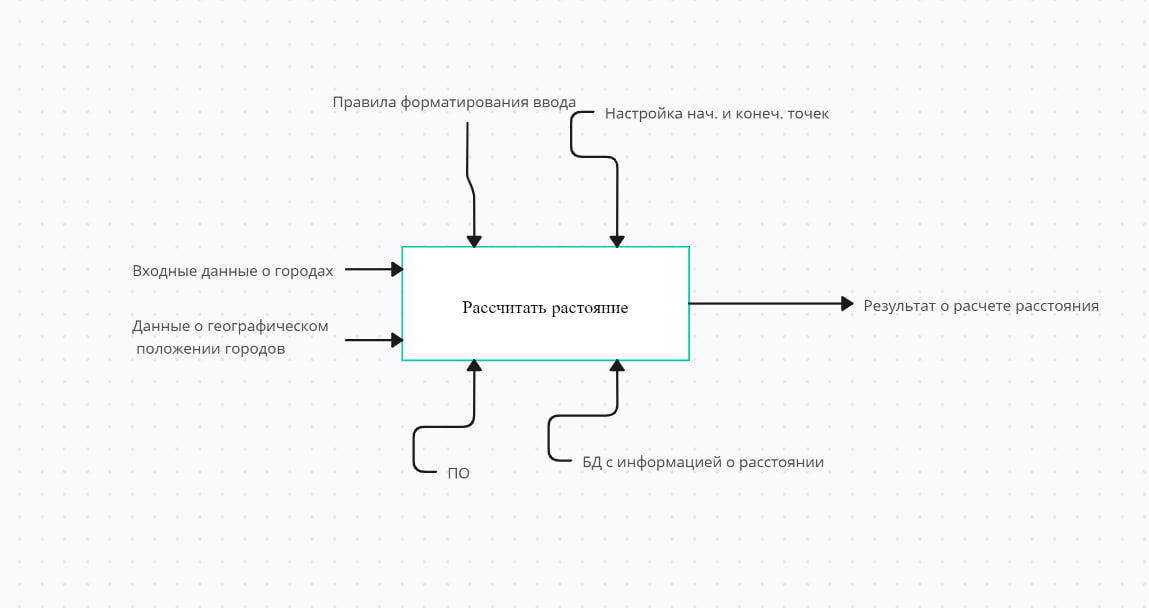 Правила форматирования ввода
Настройка нач. и конеч. точек
Входные данные о городах
Рассчитать растояние
Результат о расчете расстояния
Данные о географическом
положении городов
ПО
БД с информацией о расстоянии